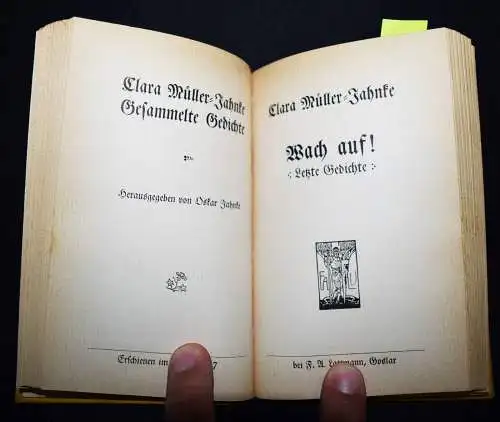 Clara Müller-Jahnke
Gesammelte Gedichte
Herausgegeben von Oskar Jahnke
Erschienen im 7
Clara Müller-Jahnke
Wach auf!
:· Letzte Gedichte ·:
bei F. A. Lattmann, Goslar